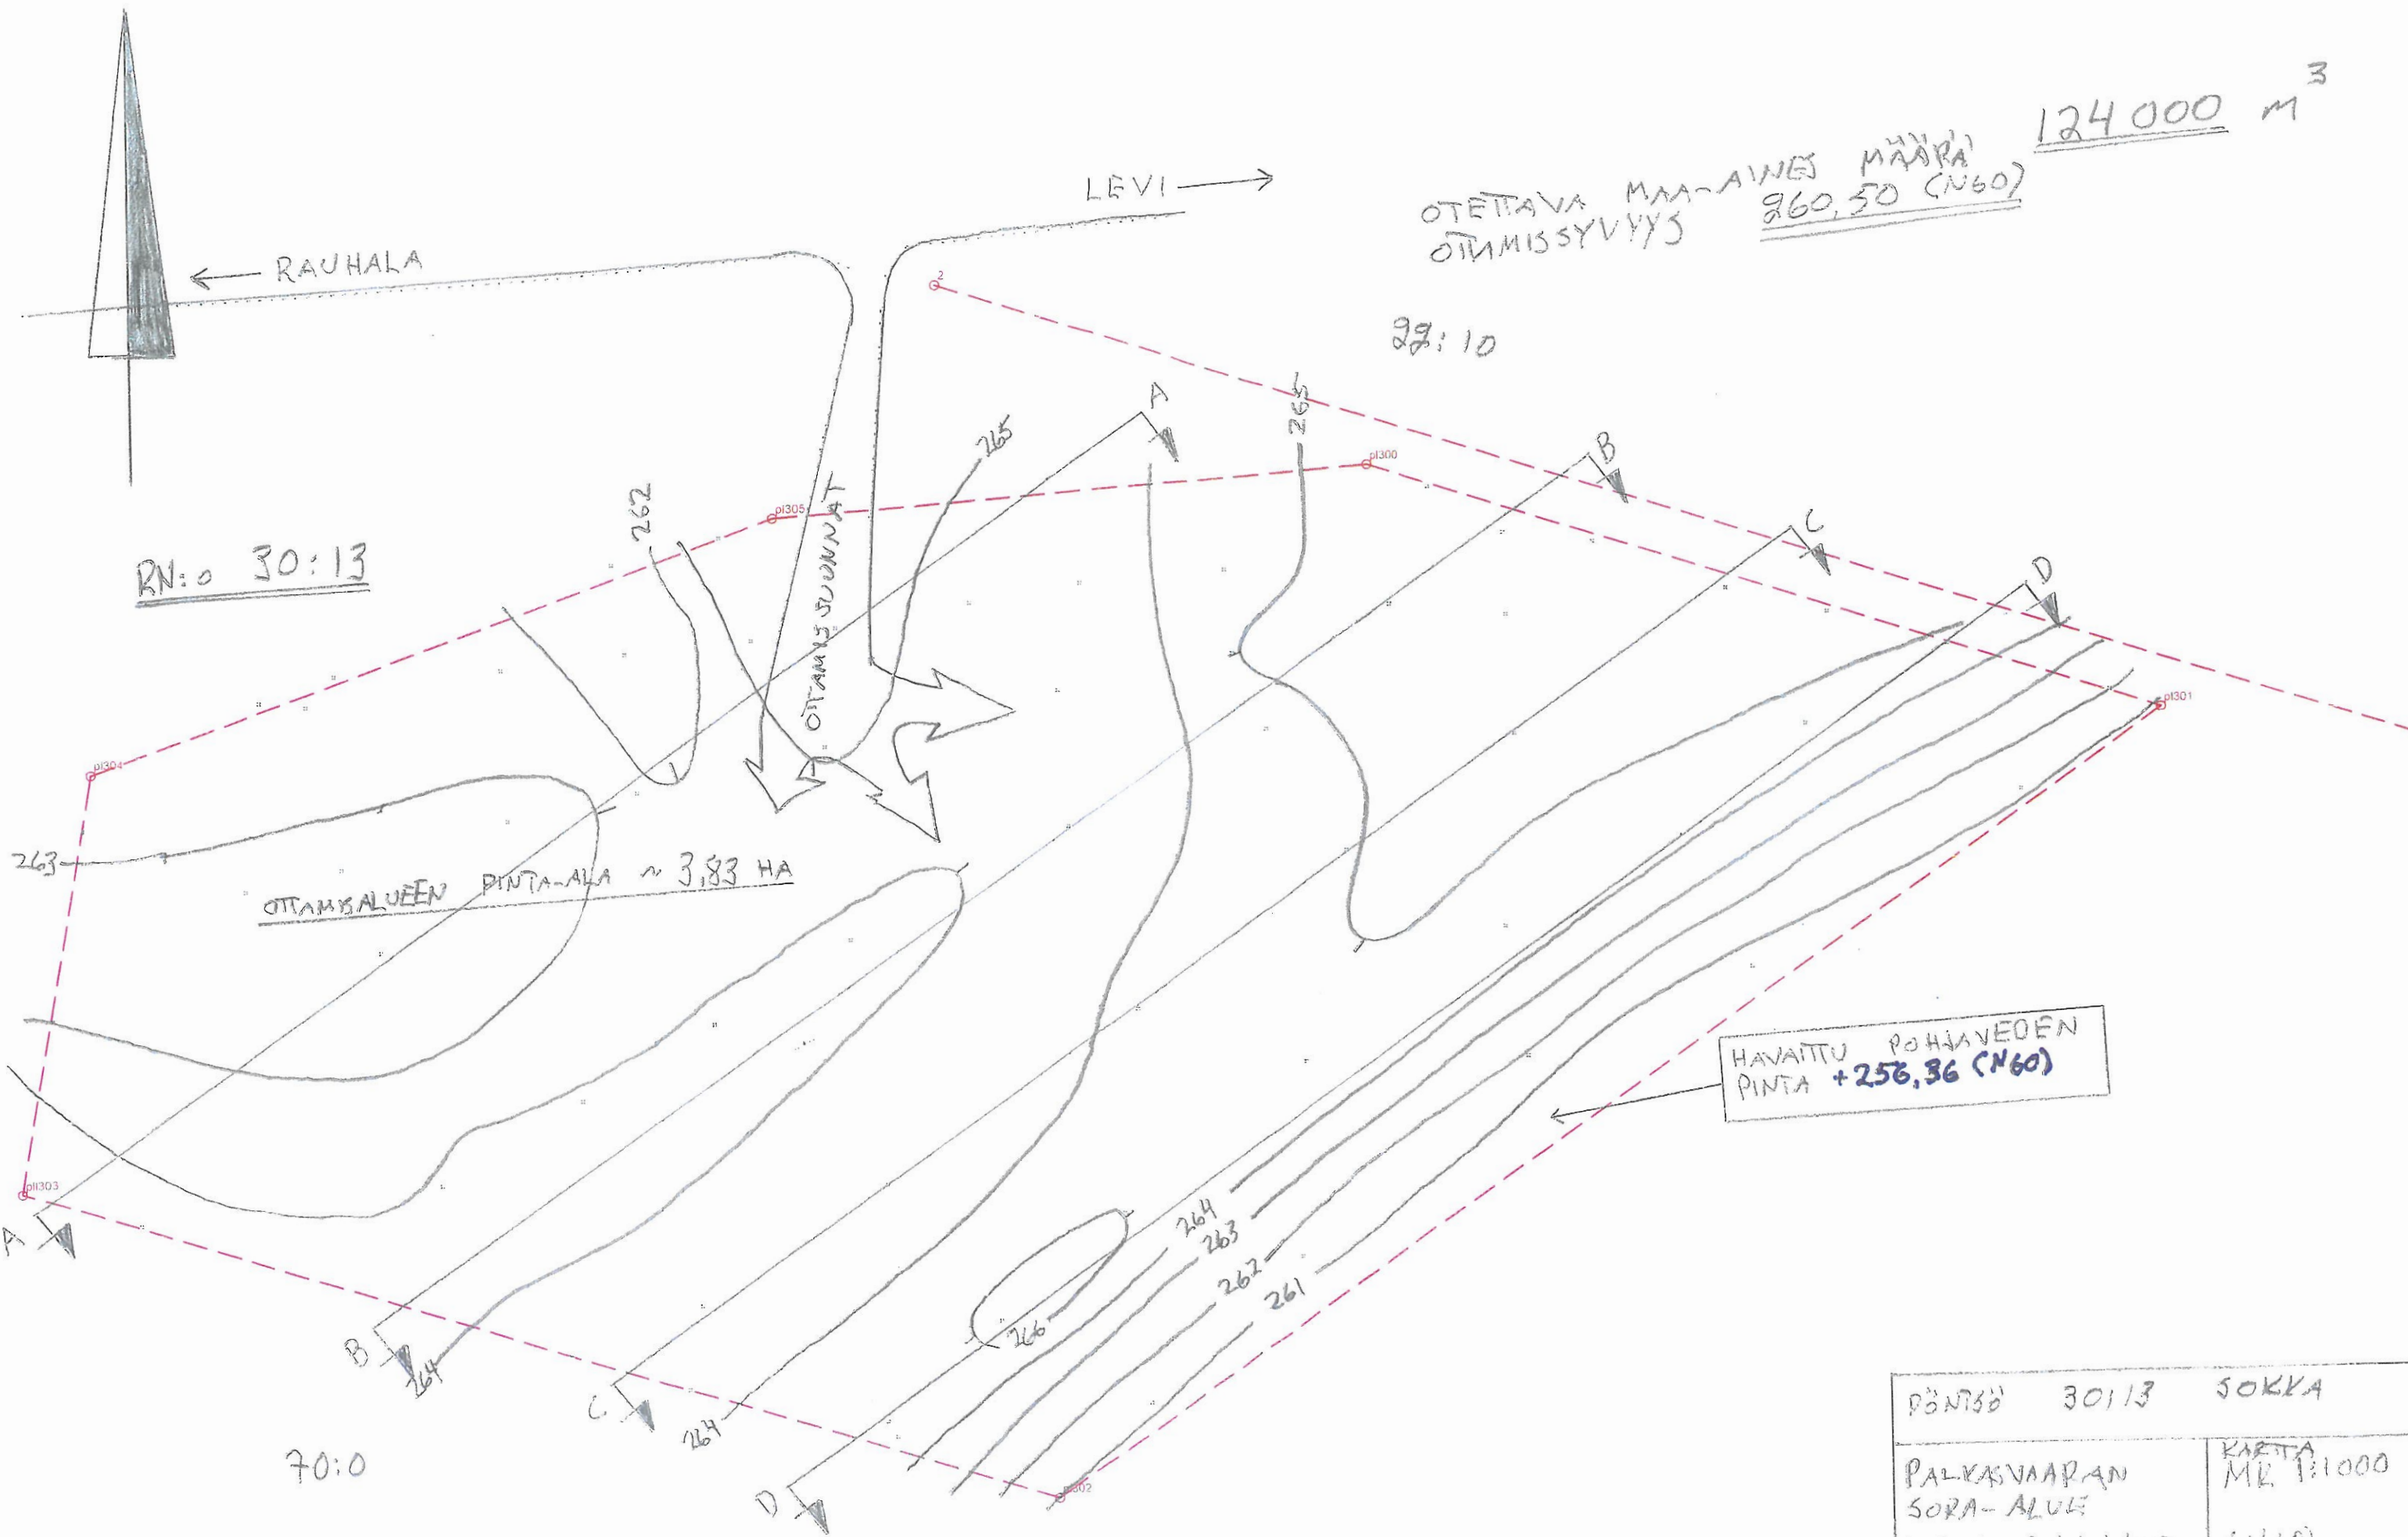 124 000 m³
OTETTAVA MAA-AINES MÄÄRÄ
OTTAMISSYVYYS 260,50 (N60)
LEVI
RAUHALA
2
22:10
A
B
C
D
265
265
262
pl300
pl305
pl301
RN:o 30:13
OTTAMISSUUNNAT
pl304
263
OTTAMISALUEEN PINTA-ALA ~ 3,83 HA
HAVAITTU POHJAVEDEN
PINTA +256,36 (N60)
pl303
A
264
263
262
261
266
B
264
C
264
D
pl302
70:0
PÖNTSÖ 30:13 SOKKA
PALKASVAARAN
SORA-ALUE
KARTTA
MK 1:1000